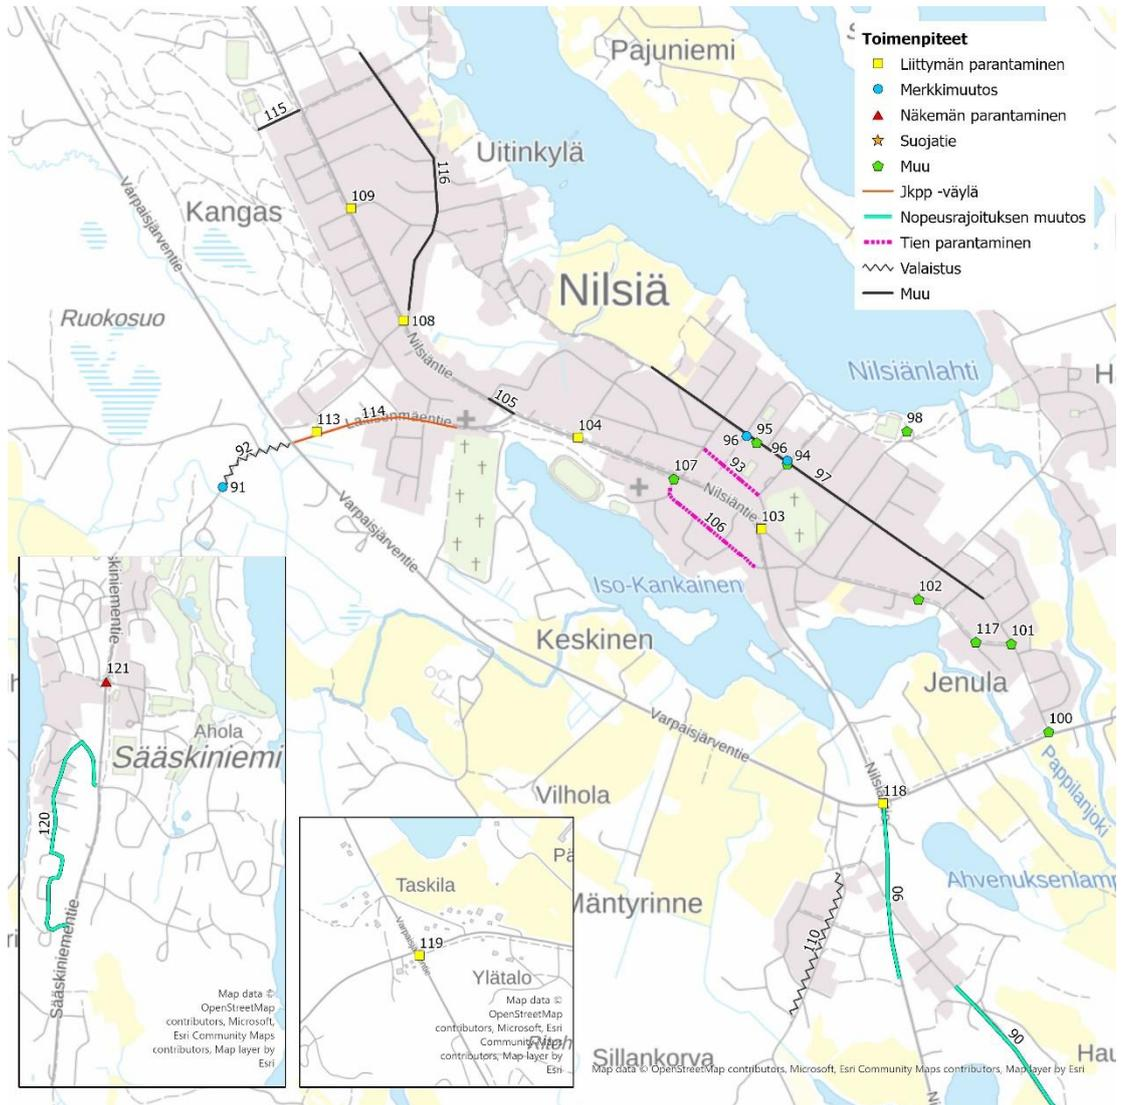 Pajuniemi
Toimenpiteet
Liittymän parantaminen
Merkkimuutos
Näkemän parantaminen
Suojatie
Muu
Jkpp -väylä
Nopeusrajoituksen muutos
Tien parantaminen
Valaistus
Muu
115
116
Uitinkylä
109
Kangas
Varpaisjärventie
Nilsiä
Ruokosuo
108
Nilsiäntie
Nilsiänlahti
H
105
114
113
98
104
95
96
96
94
92
93
97
107
91
Nilsiäntie
103
106
Varpaisjärventie
Iso-Kankainen
102
Keskinen
117
101
Jenula
skiniementie
121
100
Varpaisjärventie
Ahola
Sääskiniemi
Pappilanjoki
118
Vilhola
120
Taskila
Pä
Ahvenuksenlamm
90
Mäntyrinne
110
Varpaisjärventie
119
Ylätalo
Sääskiniementie
Map data ©
OpenStreetMap
contributors, Microsoft,
Esri Community Maps
contributors, Map layer by
Esri
Map data ©
OpenStreetMap
contributors, Microsoft, Esri
Community Maps
contributors, Map layer by
Esri
90
Sillankorva
Hau
Map data © OpenStreetMap contributors, Microsoft, Esri Community Maps contributors, Map layer by Esri